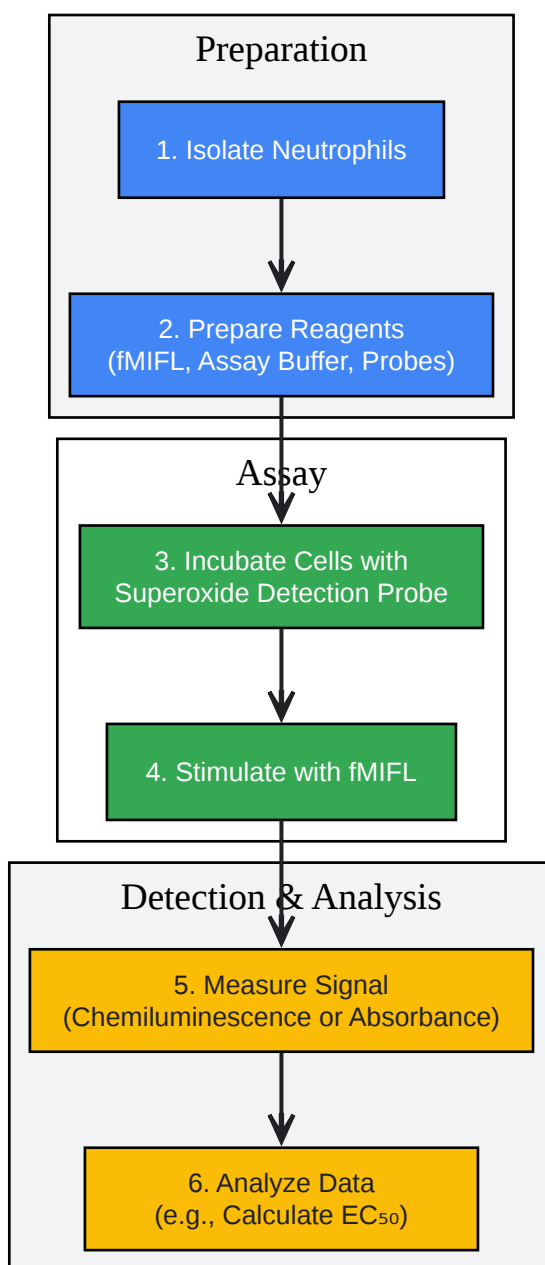 Preparation
1. Isolate Neutrophils
2. Prepare Reagents
(fMIFL, Assay Buffer, Probes)
Assay
3. Incubate Cells with
Superoxide Detection Probe
4. Stimulate with fMIFL
Detection & Analysis
5. Measure Signal
(Chemiluminescence or Absorbance)
6. Analyze Data
(e.g., Calculate EC₅₀)